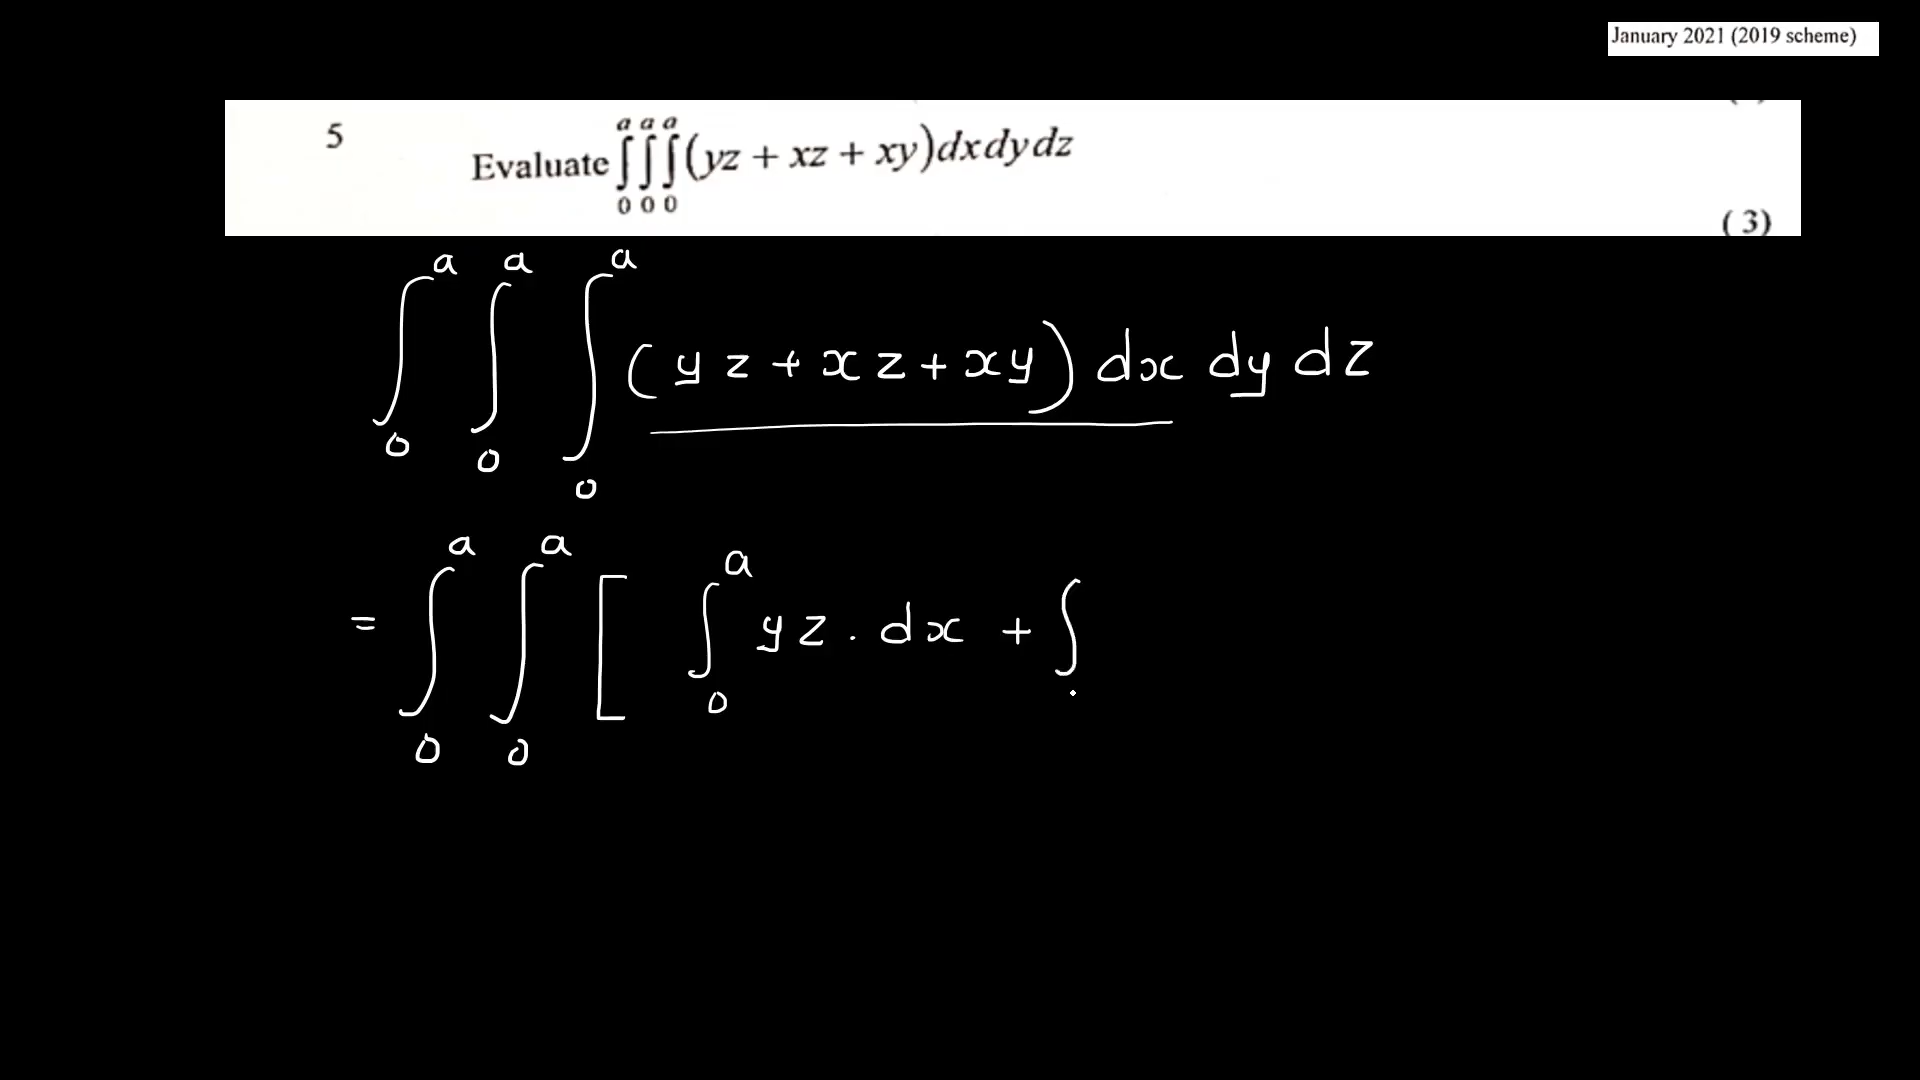 January 2021 (2019 scheme)
5 Evaluate ∫₀ᵃ∫₀ᵃ∫₀ᵃ(yz + xz + xy)dxdydz
(3)
∫₀ᵃ ∫₀ᵃ ∫₀ᵃ (yz + xz + xy) dx dy dz
= ∫₀ᵃ ∫₀ᵃ [ ∫₀ᵃ yz . dx + ∫